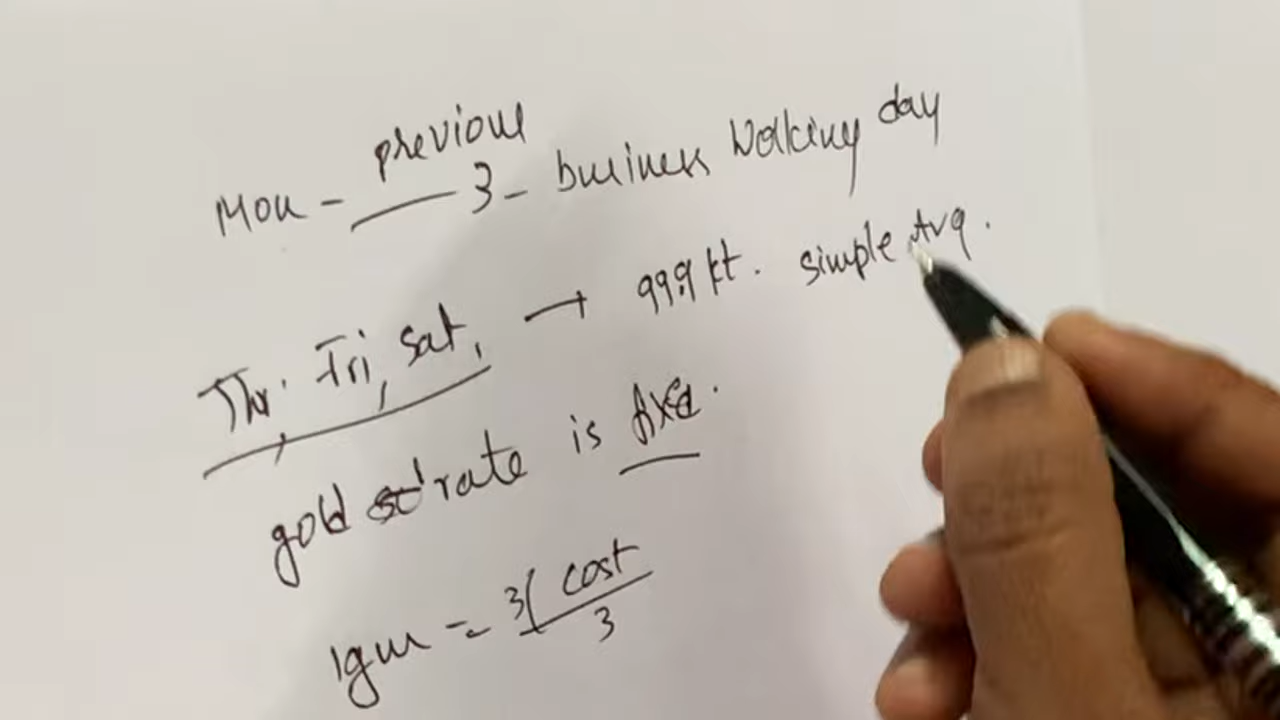 previous
Mon - 3- business working day
Thr. Fri, Sat, → 999 kt. simple Avg.
gold rate is fixed.
1gm = 3( cost / 3